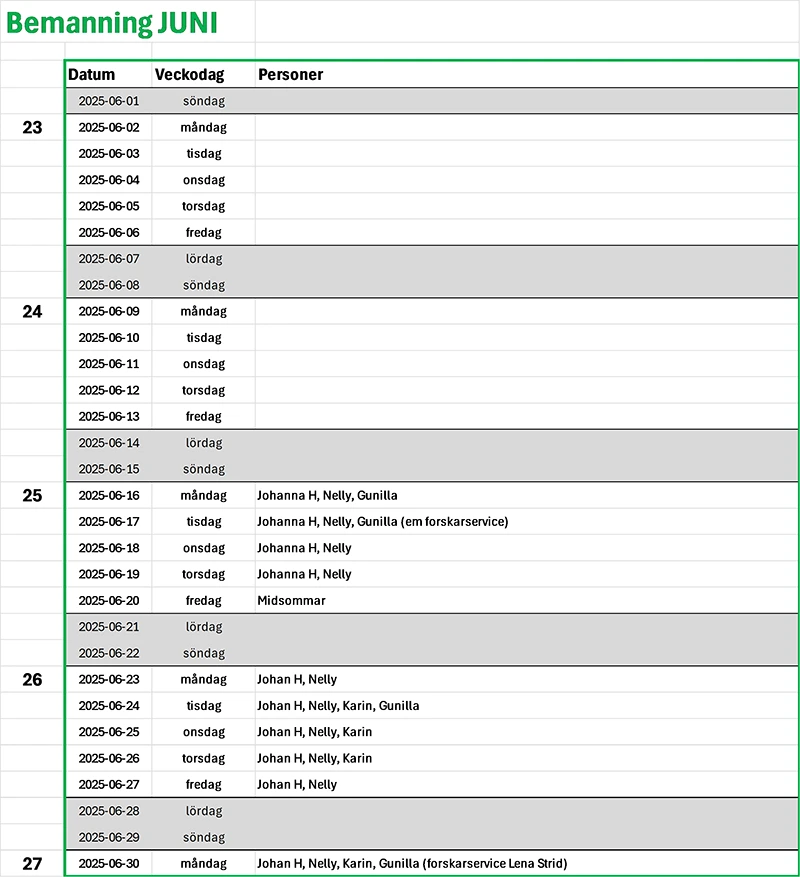 Bemanning JUNI
Datum Veckodag Personer
2025-06-01 söndag
23 2025-06-02 måndag
2025-06-03 tisdag
2025-06-04 onsdag
2025-06-05 torsdag
2025-06-06 fredag
2025-06-07 lördag
2025-06-08 söndag
24 2025-06-09 måndag
2025-06-10 tisdag
2025-06-11 onsdag
2025-06-12 torsdag
2025-06-13 fredag
2025-06-14 lördag
2025-06-15 söndag
25 2025-06-16 måndag Johanna H, Nelly, Gunilla
2025-06-17 tisdag Johanna H, Nelly, Gunilla (em forskarservice)
2025-06-18 onsdag Johanna H, Nelly
2025-06-19 torsdag Johanna H, Nelly
2025-06-20 fredag Midsommar
2025-06-21 lördag
2025-06-22 söndag
26 2025-06-23 måndag Johan H, Nelly
2025-06-24 tisdag Johan H, Nelly, Karin, Gunilla
2025-06-25 onsdag Johan H, Nelly, Karin
2025-06-26 torsdag Johan H, Nelly, Karin
2025-06-27 fredag Johan H, Nelly
2025-06-28 lördag
2025-06-29 söndag
27 2025-06-30 måndag Johan H, Nelly, Karin, Gunilla (forskarservice Lena Strid)